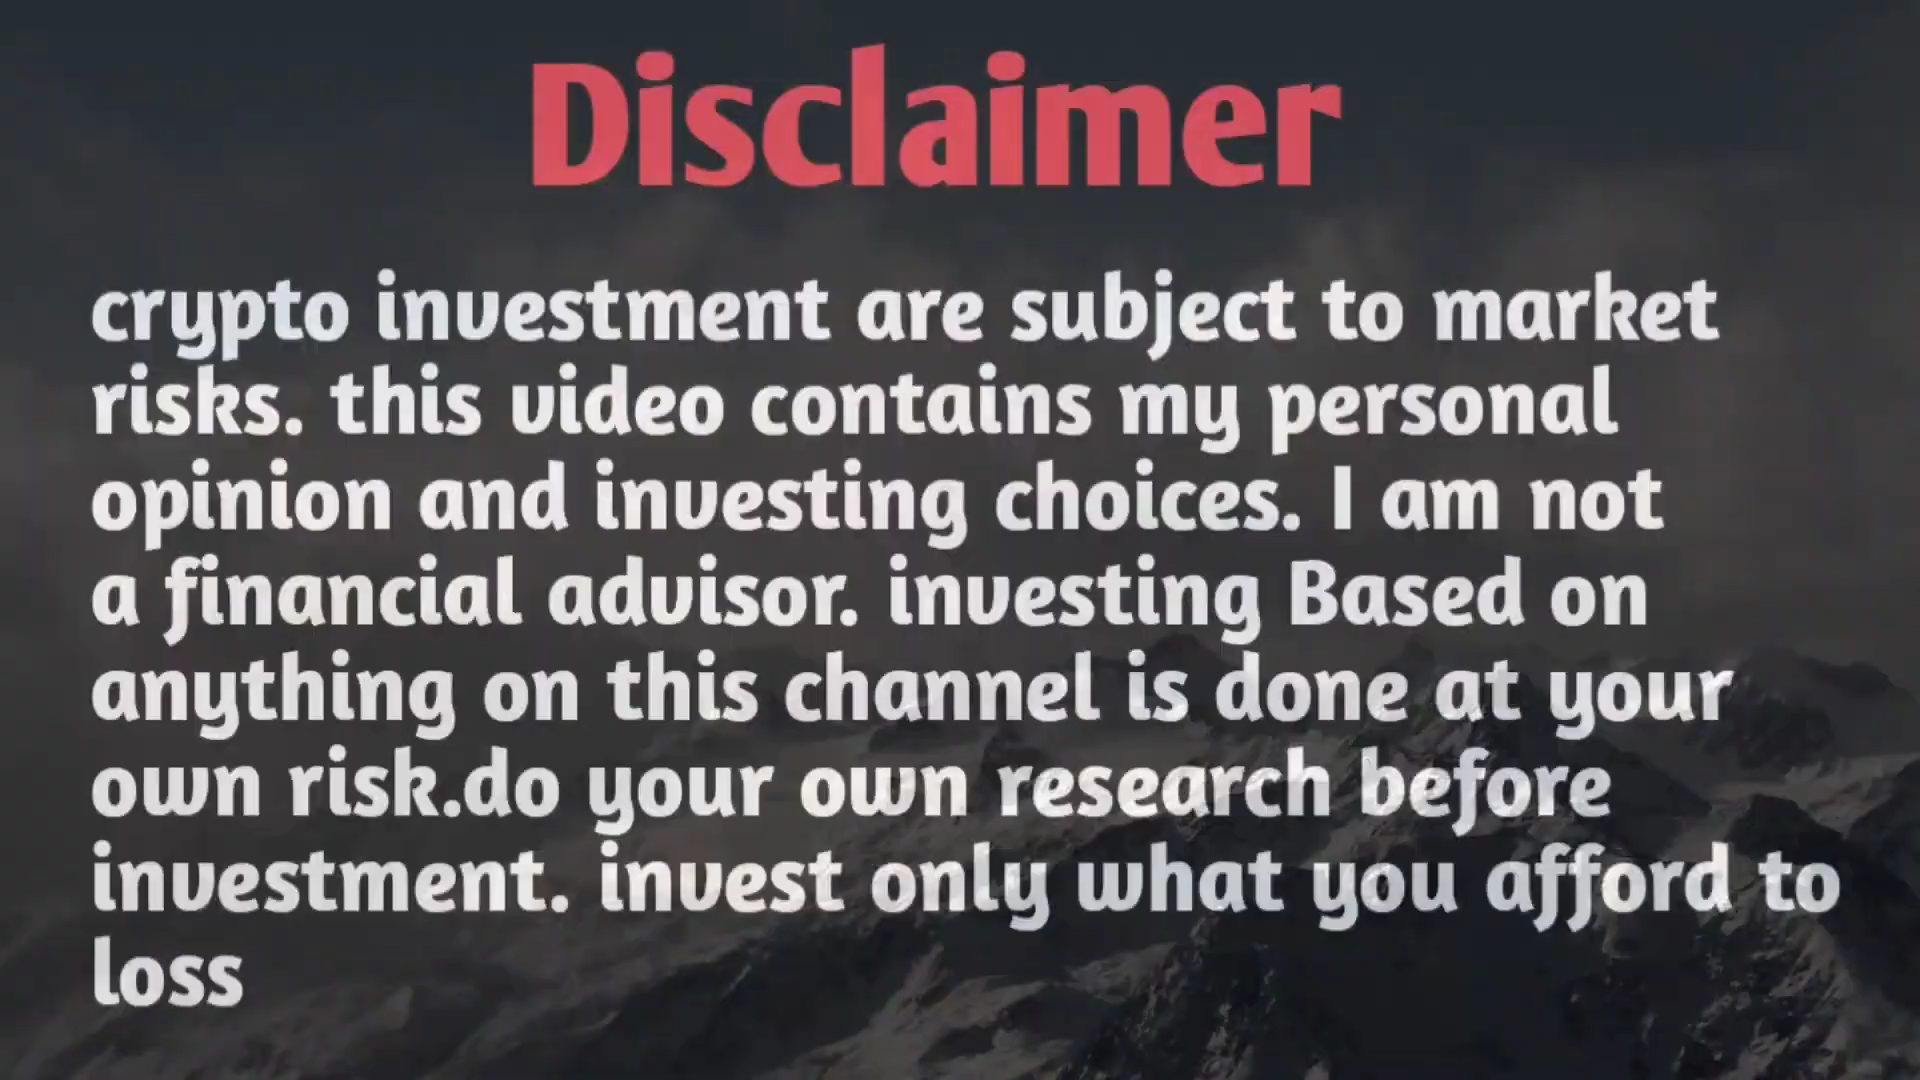 Disclaimer
crypto investment are subject to market
risks. this video contains my personal
opinion and investing choices. I am not
a financial advisor. investing Based on
anything on this channel is done at your
own risk.do your own research before
investment. invest only what you afford to
loss